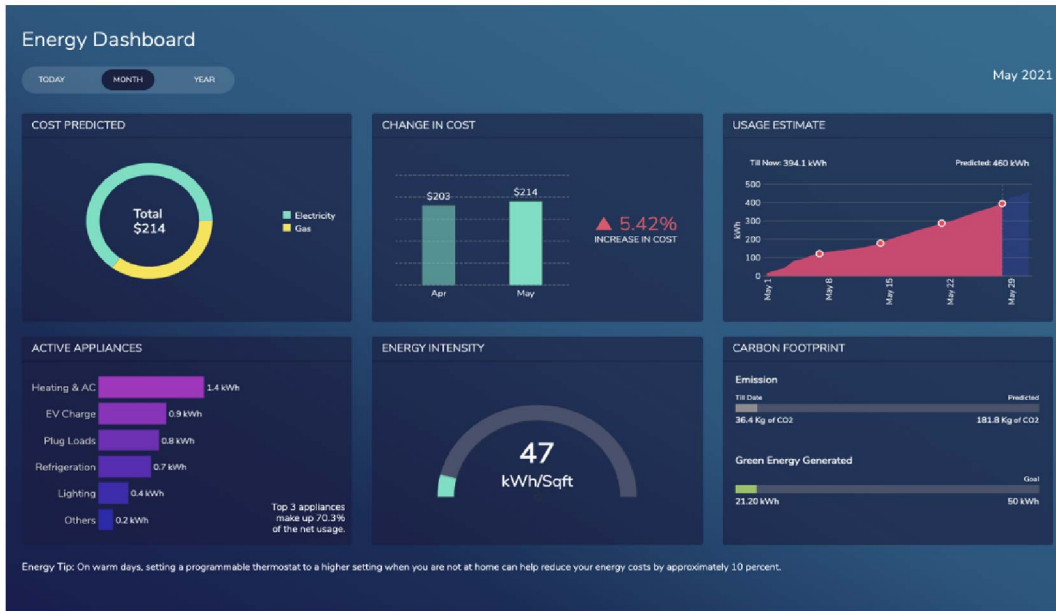 Energy Dashboard
TODAY MONTH YEAR
May 2021
COST PREDICTED
Total
$214
Electricity
Gas
CHANGE IN COST
$203 $214
Apr May
5.42%
INCREASE IN COST
USAGE ESTIMATE
Till Now: 394.1 kWh Predicted: 460 kWh
kWh
500
400
300
200
100
0
May 1 May 8 May 15 May 22 May 29
ACTIVE APPLIANCES
Heating & AC 1.4 kWh
EV Charge 0.9 kWh
Plug Loads 0.8 kWh
Refrigeration 0.7 kWh
Lighting 0.4 kWh
Others 0.2 kWh
Top 3 appliances
make up 70.3%
of the net usage.
ENERGY INTENSITY
47
kWh/Sqft
CARBON FOOTPRINT
Emission
Till Date Predicted
36.4 Kg of CO2 181.8 Kg of CO2
Green Energy Generated
Goal
21.20 kWh 50 kWh
Energy Tip: On warm days, setting a programmable thermostat to a higher setting when you are not at home can help reduce your energy costs by approximately 10 percent.